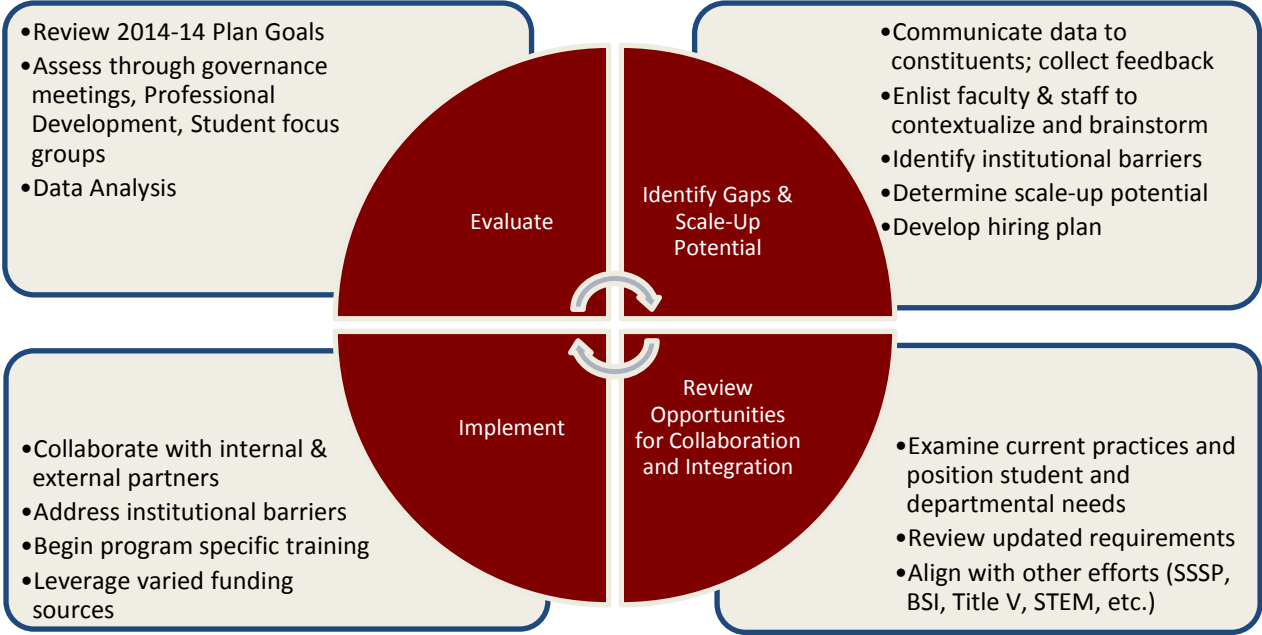 •Review 2014-14 Plan Goals
•Assess through governance
meetings, Professional
Development, Student focus
groups
•Data Analysis
Evaluate
Identify Gaps &
Scale-Up
Potential
•Communicate data to
constituents; collect feedback
•Enlist faculty & staff to
contextualize and brainstorm
•Identify institutional barriers
•Determine scale-up potential
•Develop hiring plan
•Collaborate with internal &
external partners
•Address institutional barriers
•Begin program specific training
•Leverage varied funding
sources
Implement
Review
Opportunities
for Collaboration
and Integration
•Examine current practices and
position student and
departmental needs
•Review updated requirements
•Align with other efforts (SSSP,
BSI, Title V, STEM, etc.)